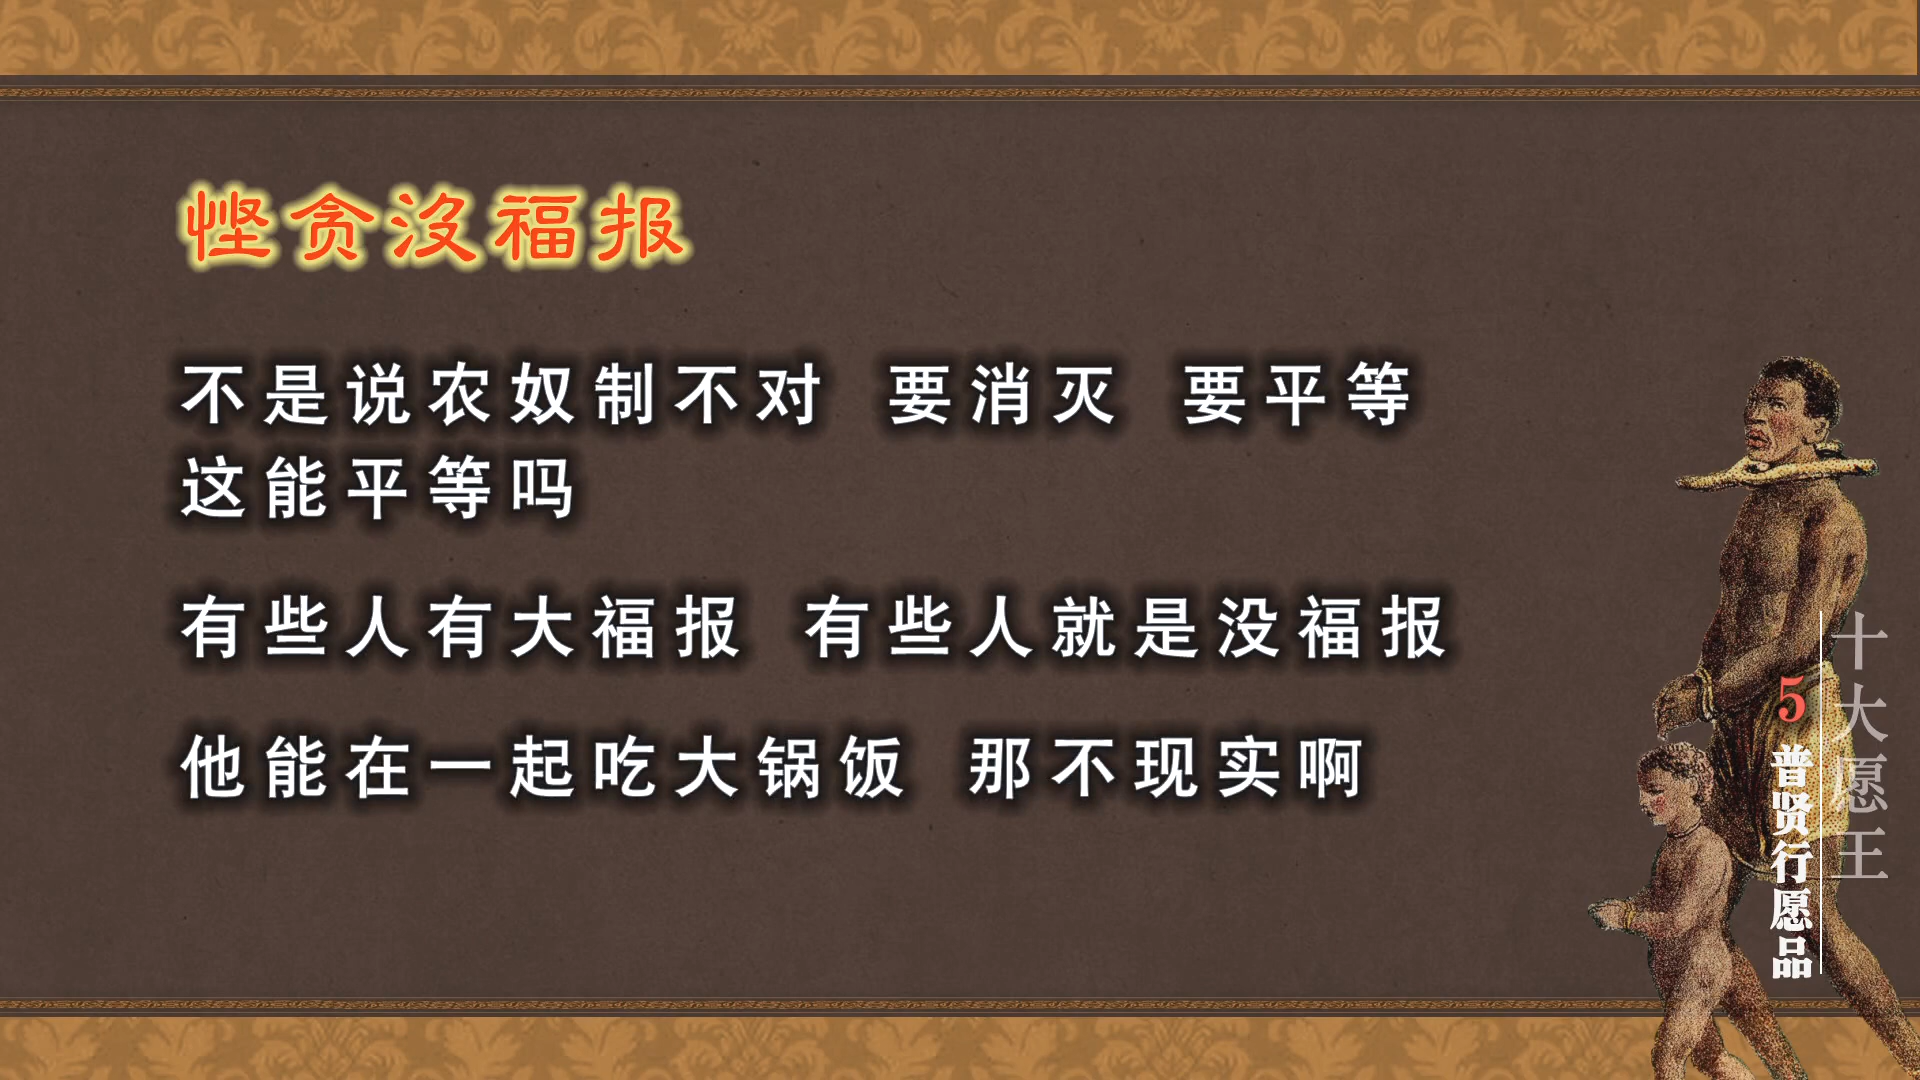 悭贪没福报
不是说农奴制不对 要消灭 要平等
这能平等吗
有些人有大福报 有些人就是没福报
他能在一起吃大锅饭 那不现实啊
十大愿王
5 普贤行愿品